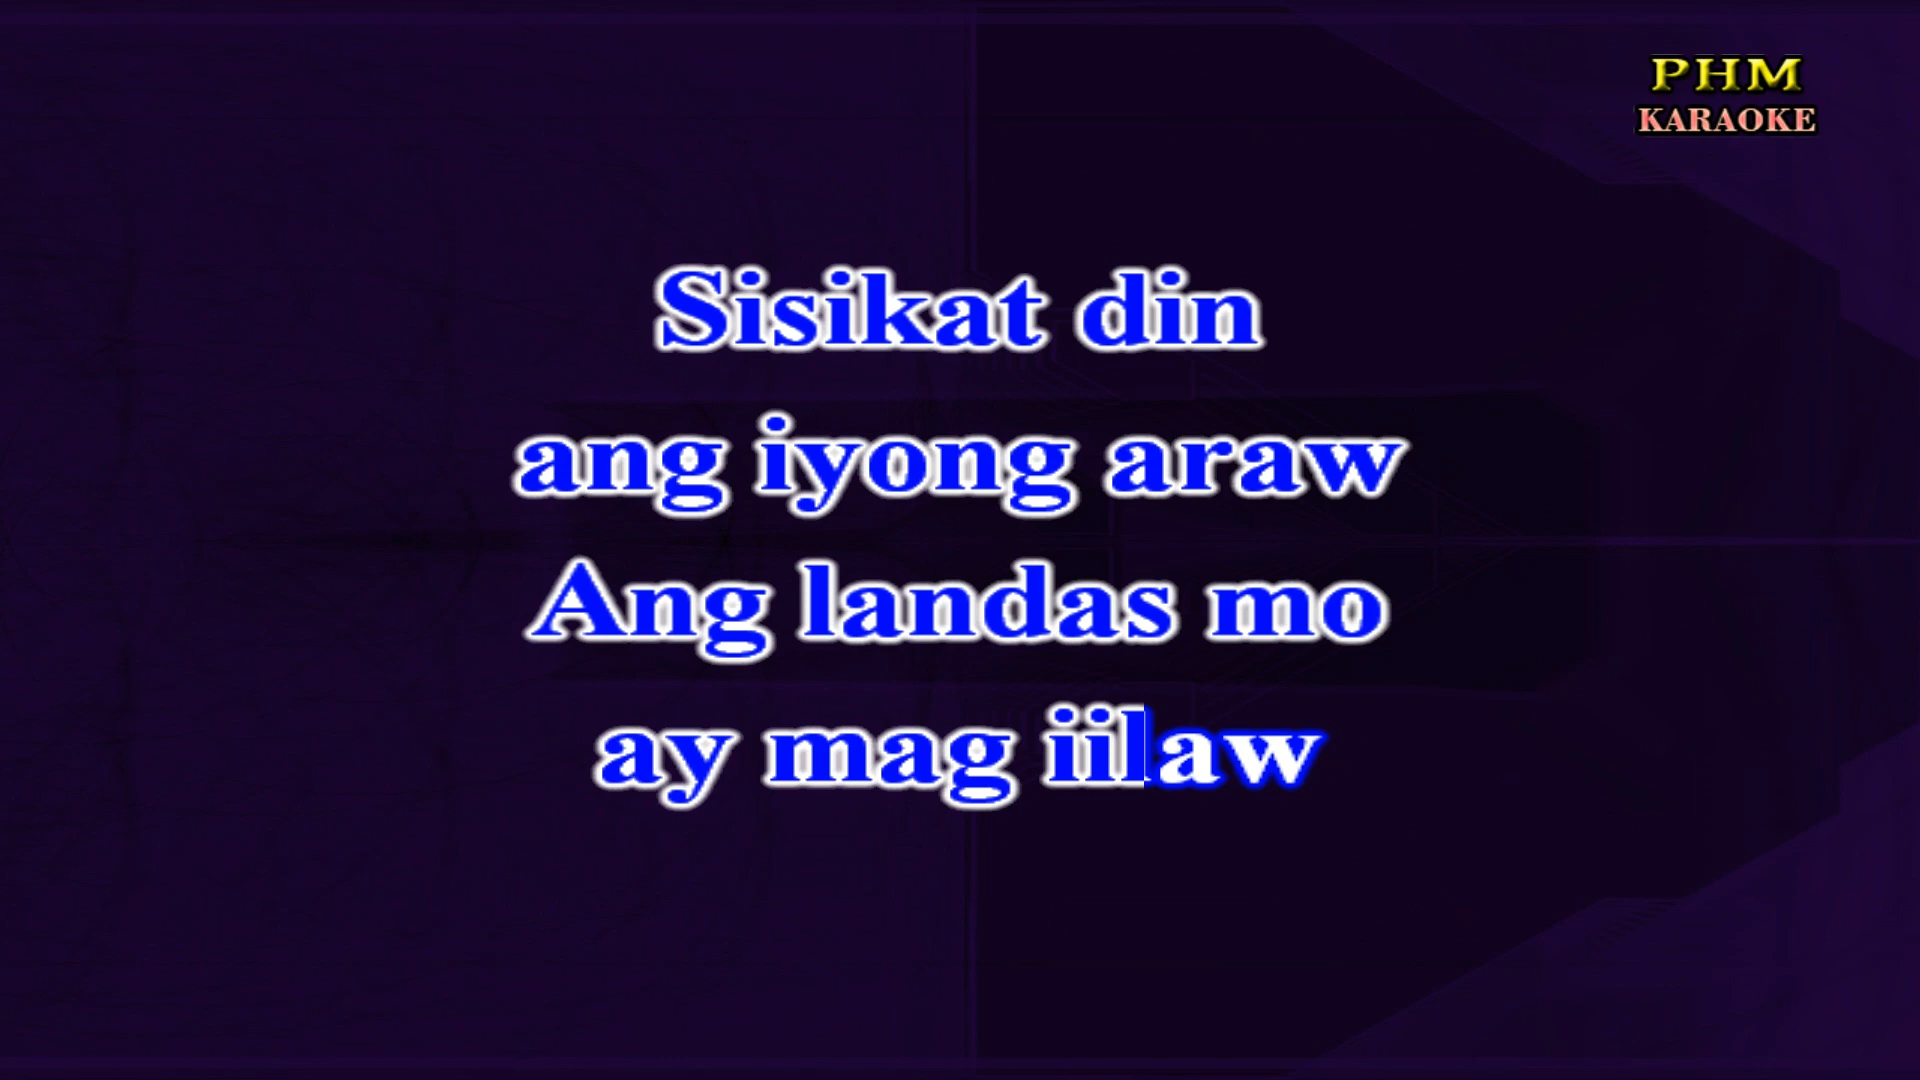 PHM
KARAOKE
Sisikat din
ang iyong araw
Ang landas mo
ay mag iilaw